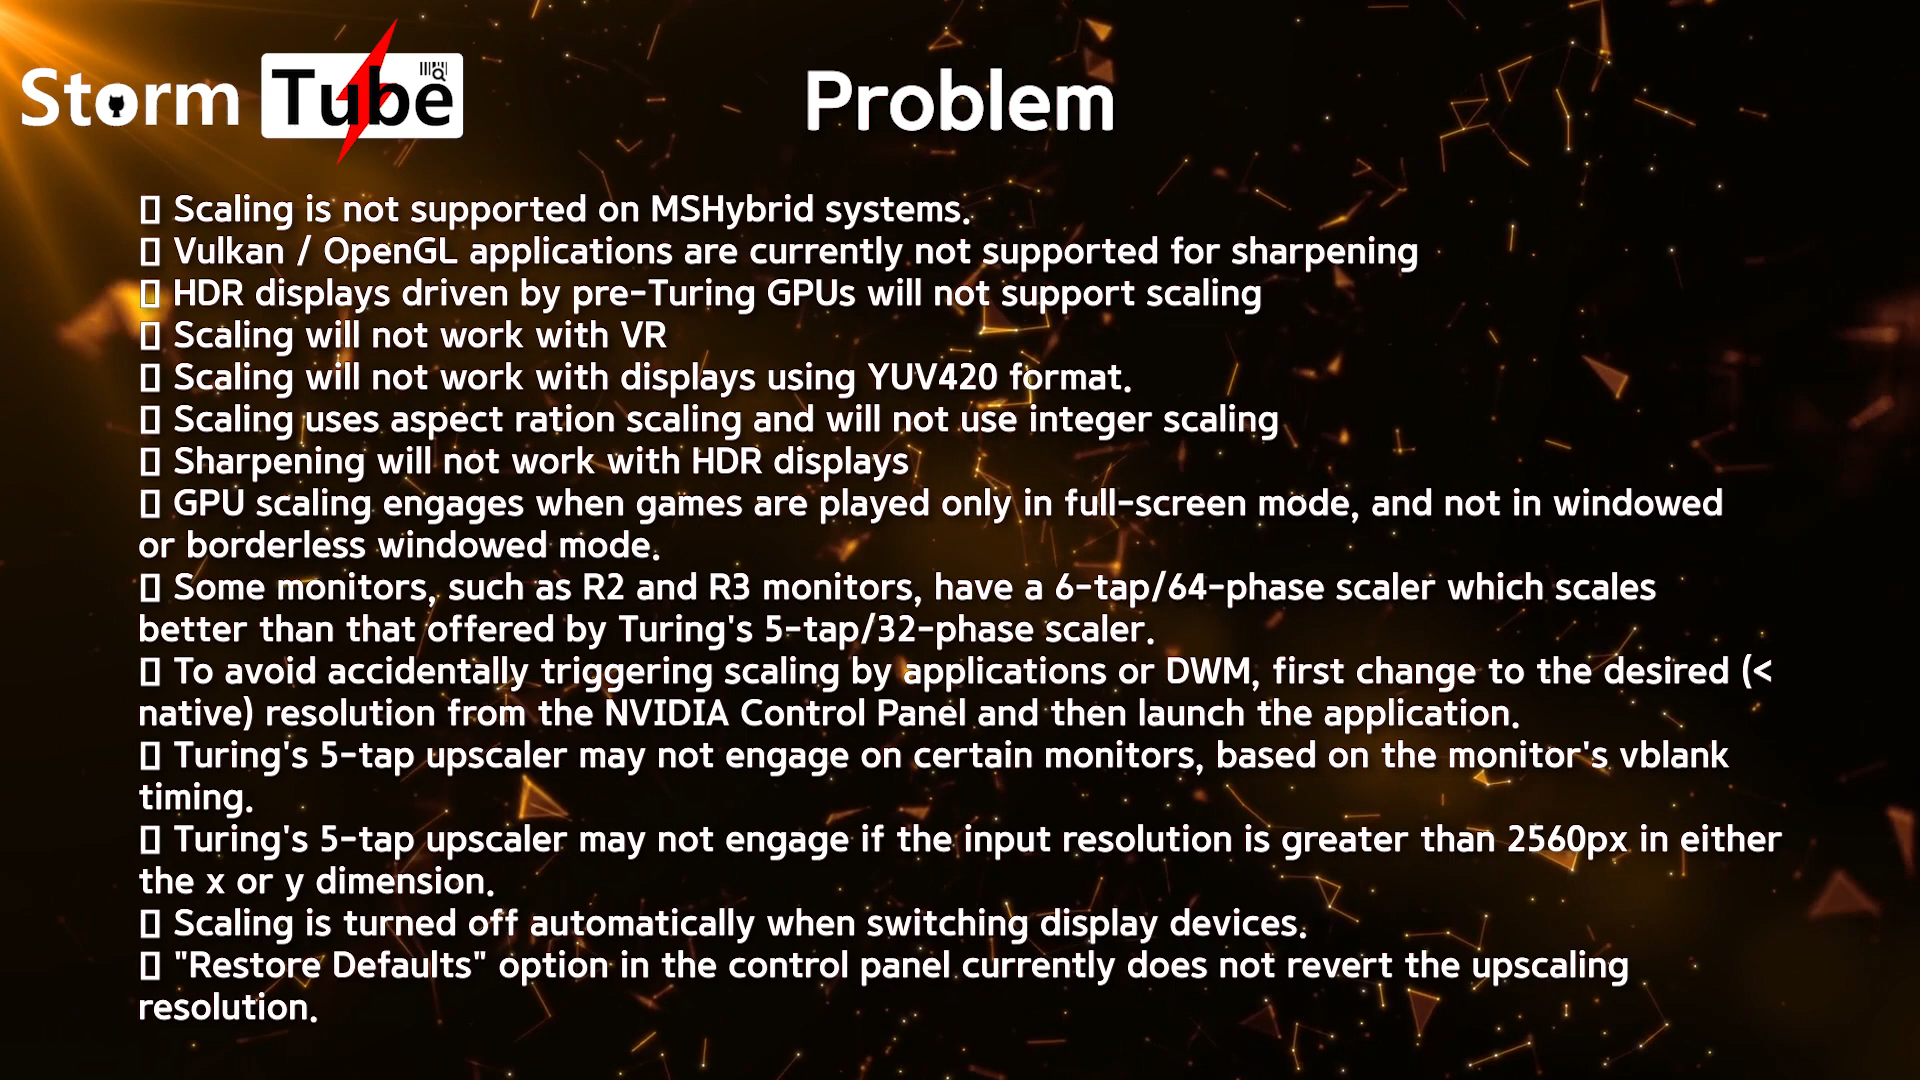 Storm Tube
Problem
▯ Scaling is not supported on MSHybrid systems.
▯ Vulkan / OpenGL applications are currently not supported for sharpening
▯ HDR displays driven by pre-Turing GPUs will not support scaling
▯ Scaling will not work with VR
▯ Scaling will not work with displays using YUV420 format.
▯ Scaling uses aspect ration scaling and will not use integer scaling
▯ Sharpening will not work with HDR displays
▯ GPU scaling engages when games are played only in full-screen mode, and not in windowed
or borderless windowed mode.
▯ Some monitors, such as R2 and R3 monitors, have a 6-tap/64-phase scaler which scales
better than that offered by Turing's 5-tap/32-phase scaler.
▯ To avoid accidentally triggering scaling by applications or DWM, first change to the desired (<
native) resolution from the NVIDIA Control Panel and then launch the application.
▯ Turing's 5-tap upscaler may not engage on certain monitors, based on the monitor's vblank
timing.
▯ Turing's 5-tap upscaler may not engage if the input resolution is greater than 2560px in either
the x or y dimension.
▯ Scaling is turned off automatically when switching display devices.
▯ "Restore Defaults" option in the control panel currently does not revert the upscaling
resolution.